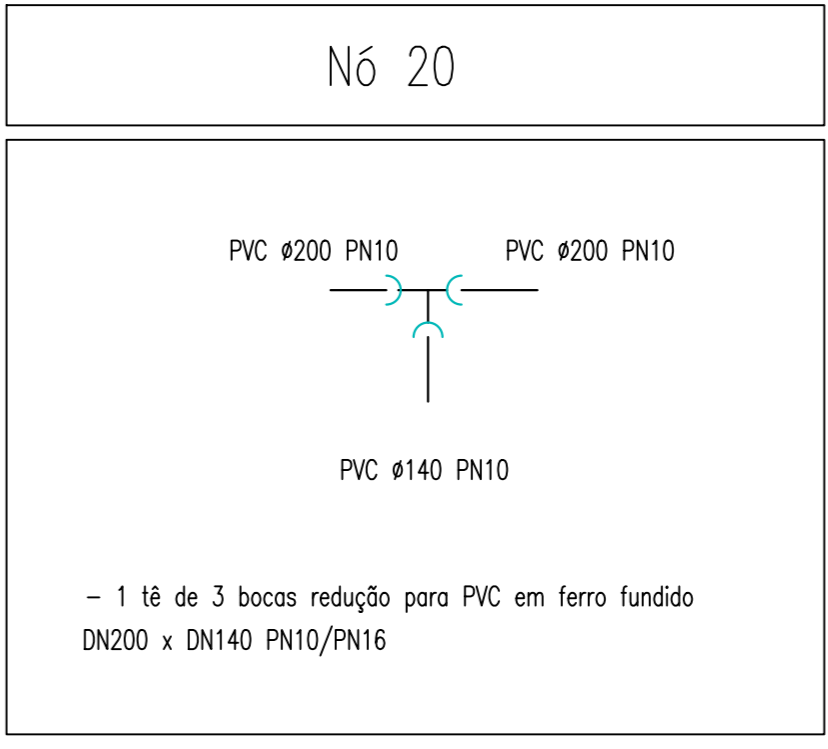 Nó 20
PVC ø200 PN10 PVC ø200 PN10
PVC ø140 PN10
– 1 tê de 3 bocas redução para PVC em ferro fundido
DN200 x DN140 PN10/PN16